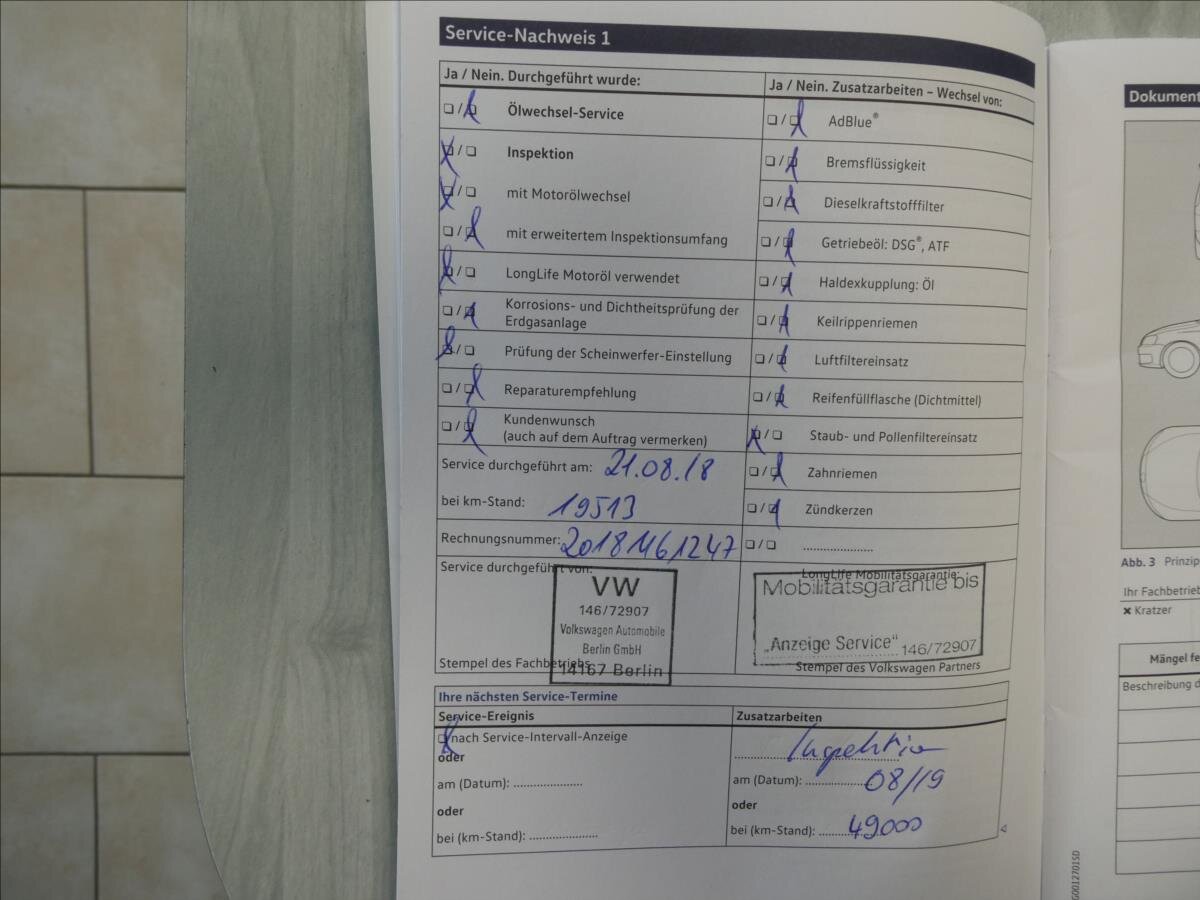 Service-Nachweis 1
Ja / Nein. Durchgeführt wurde:
Ölwechsel-Service
Inspektion
mit Motorölwechsel
mit erweitertem Inspektionsumfang
LongLife Motoröl verwendet
Korrosions- und Dichtheitsprüfung der
Erdgasanlage
Prüfung der Scheinwerfer-Einstellung
Reparaturempfehlung
Kundenwunsch
(auch auf dem Auftrag vermerken)
Ja / Nein. Zusatzarbeiten – Wechsel von:
AdBlue®
Bremsflüssigkeit
Dieselkraftstofffilter
Getriebeöl: DSG®, ATF
Haldexkupplung: Öl
Keilrippenriemen
Luftfiltereinsatz
Reifenfüllflasche (Dichtmittel)
Staub- und Pollenfiltereinsatz
Zahnriemen
Zündkerzen
Service durchgeführt am: 21.08.18
bei km-Stand: 19513
Rechnungsnummer: 20181161247
Service durchgeführt von:
VW
146/72907
Volkswagen Automobile
Berlin GmbH
14167 Berlin
Stempel des Fachbetriebs
LongLife Mobilitätsgarantie:
Mobilitätsgarantie bis
„Anzeige Service" 146/72907
Stempel des Volkswagen Partners
Ihre nächsten Service-Termine
Service-Ereignis
nach Service-Intervall-Anzeige
oder
am (Datum):
oder
bei (km-Stand):
Zusatzarbeiten
Inspektion
am (Datum): 08/19
oder
bei (km-Stand): 49000
Dokument
Abb. 3 Prinzip
Ihr Fachbetrieb
× Kratzer
Mängel fe
Beschreibung d